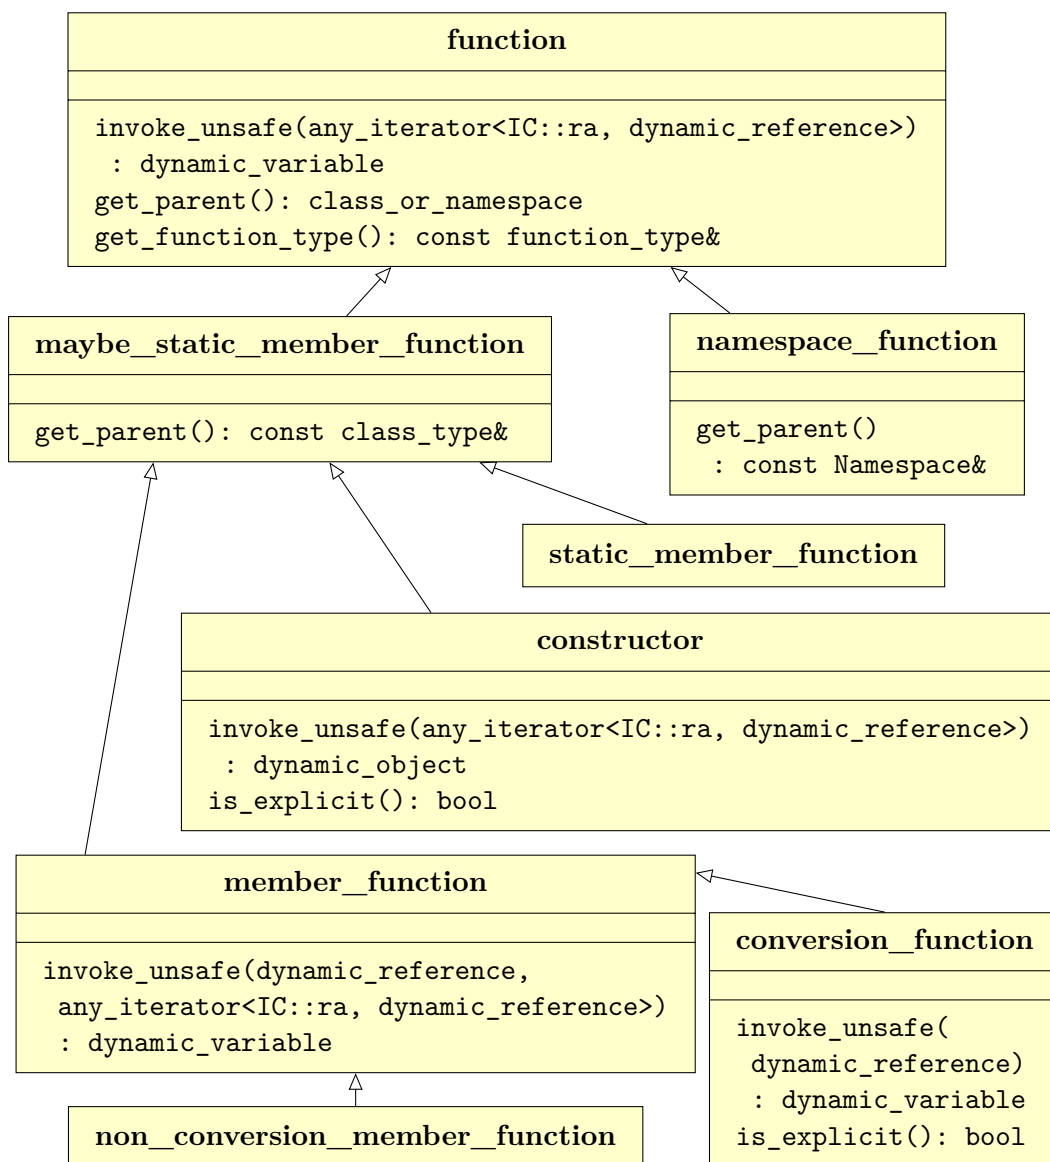 function
invoke_unsafe(any_iterator<IC::ra, dynamic_reference>)
: dynamic_variable
get_parent(): class_or_namespace
get_function_type(): const function_type&
maybe_static_member_function
get_parent(): const class_type&
namespace_function
get_parent()
: const Namespace&
static_member_function
constructor
invoke_unsafe(any_iterator<IC::ra, dynamic_reference>)
: dynamic_object
is_explicit(): bool
member_function
invoke_unsafe(dynamic_reference,
any_iterator<IC::ra, dynamic_reference>)
: dynamic_variable
conversion_function
invoke_unsafe(
dynamic_reference)
: dynamic_variable
is_explicit(): bool
non_conversion_member_function